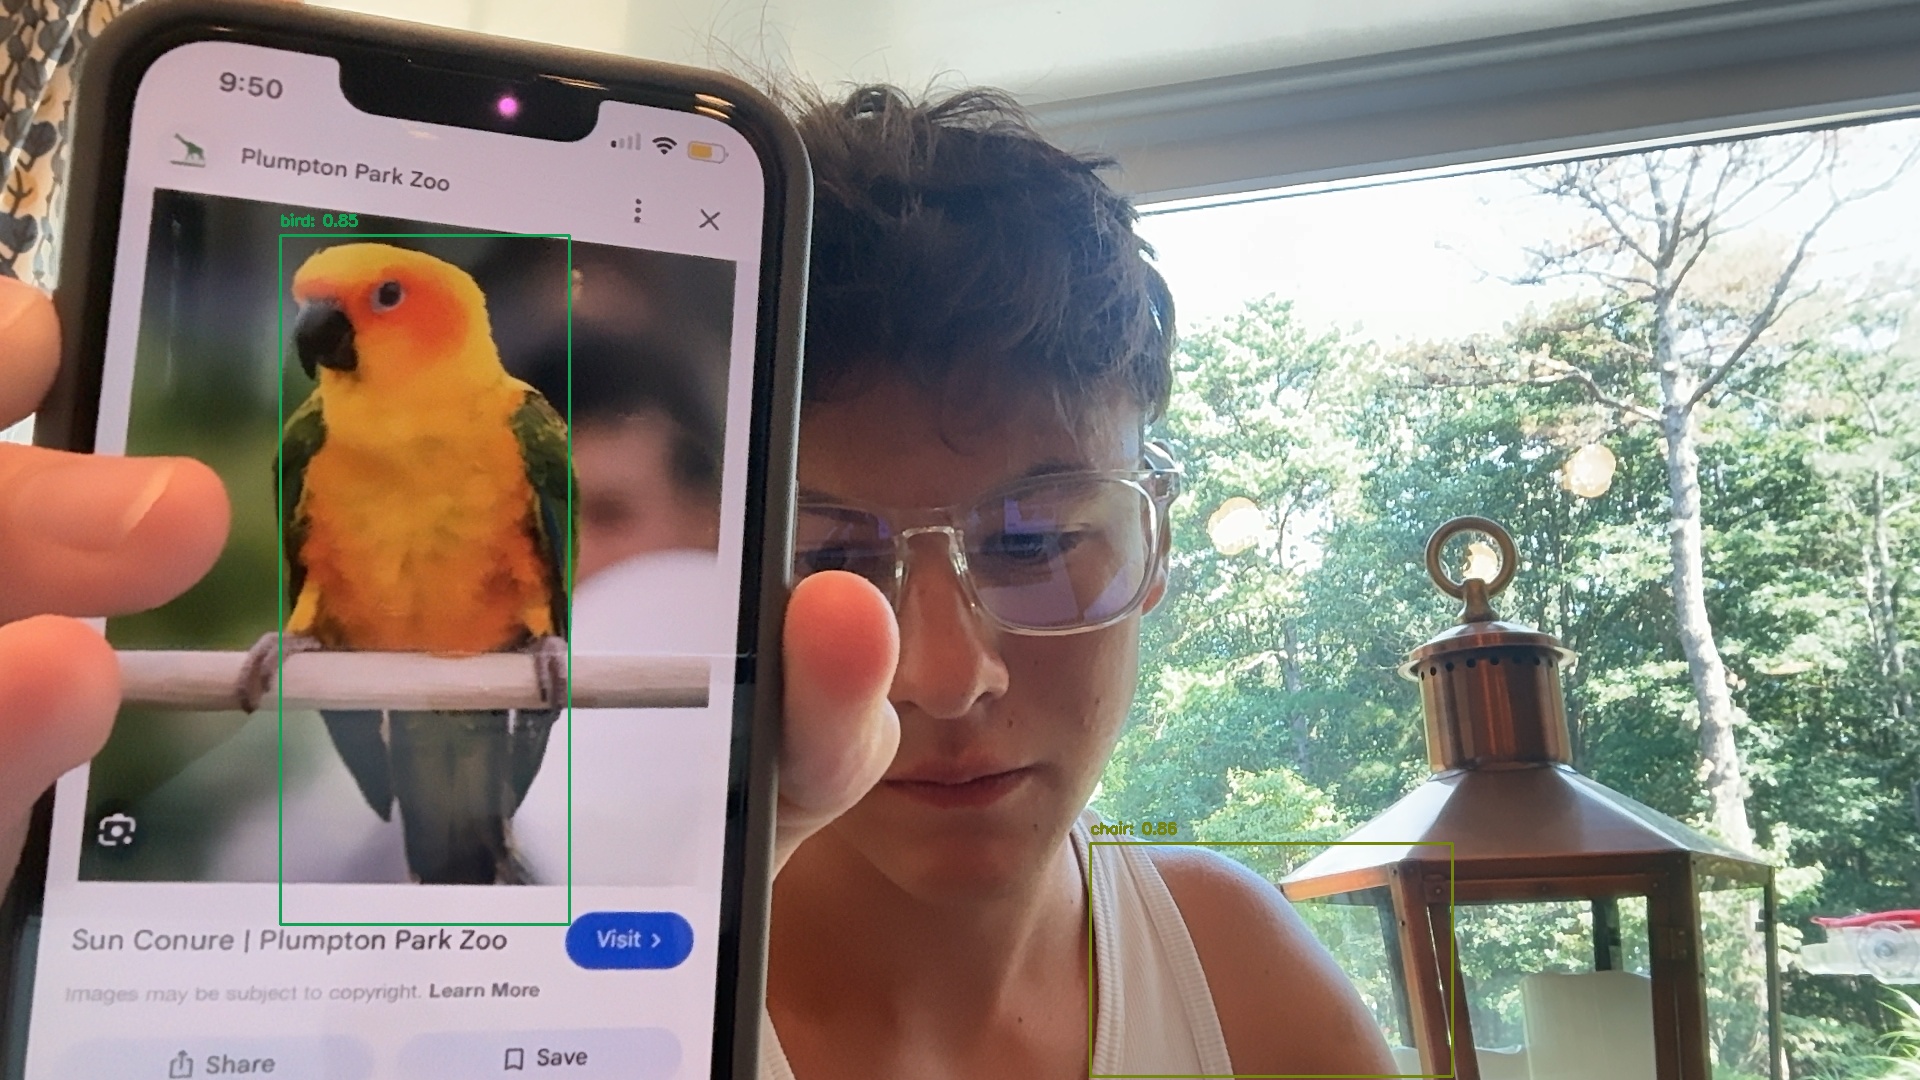 9:50
Plumpton Park Zoo
bird: 0.85
chair: 0.86
Sun Conure | Plumpton Park Zoo
Visit >
Images may be subject to copyright. Learn More
Share
Save